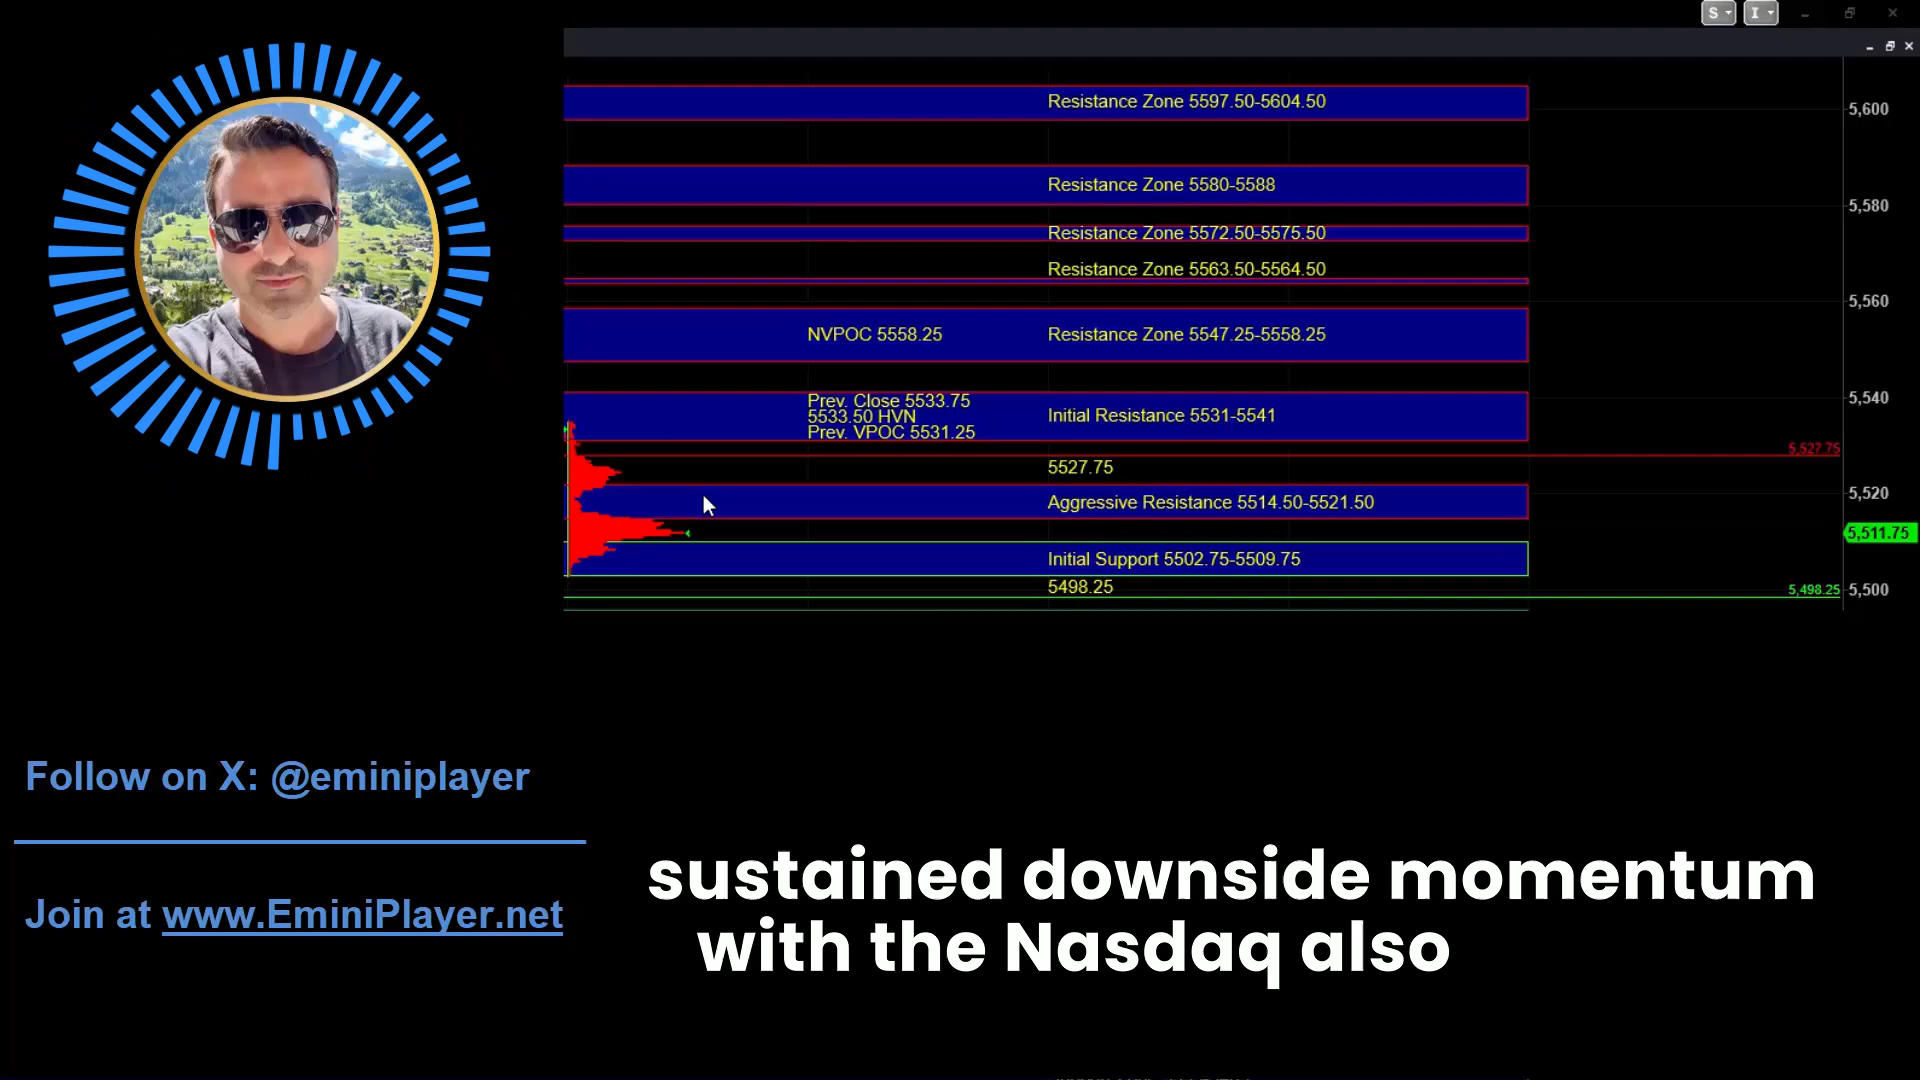 S
I
Resistance Zone 5597.50-5604.50
5,600
Resistance Zone 5580-5588
5,580
Resistance Zone 5572.50-5575.50
Resistance Zone 5563.50-5564.50
5,560
NVPOC 5558.25
Resistance Zone 5547.25-5558.25
5,540
Prev. Close 5533.75
5533.50 HVN
Prev. VPOC 5531.25
Initial Resistance 5531-5541
5,527.75
5527.75
5,520
Aggressive Resistance 5514.50-5521.50
5,511.75
Initial Support 5502.75-5509.75
5498.25
5,498.25
5,500
Follow on X: @eminiplayer
Join at www.EminiPlayer.net
sustained downside momentum
with the Nasdaq also